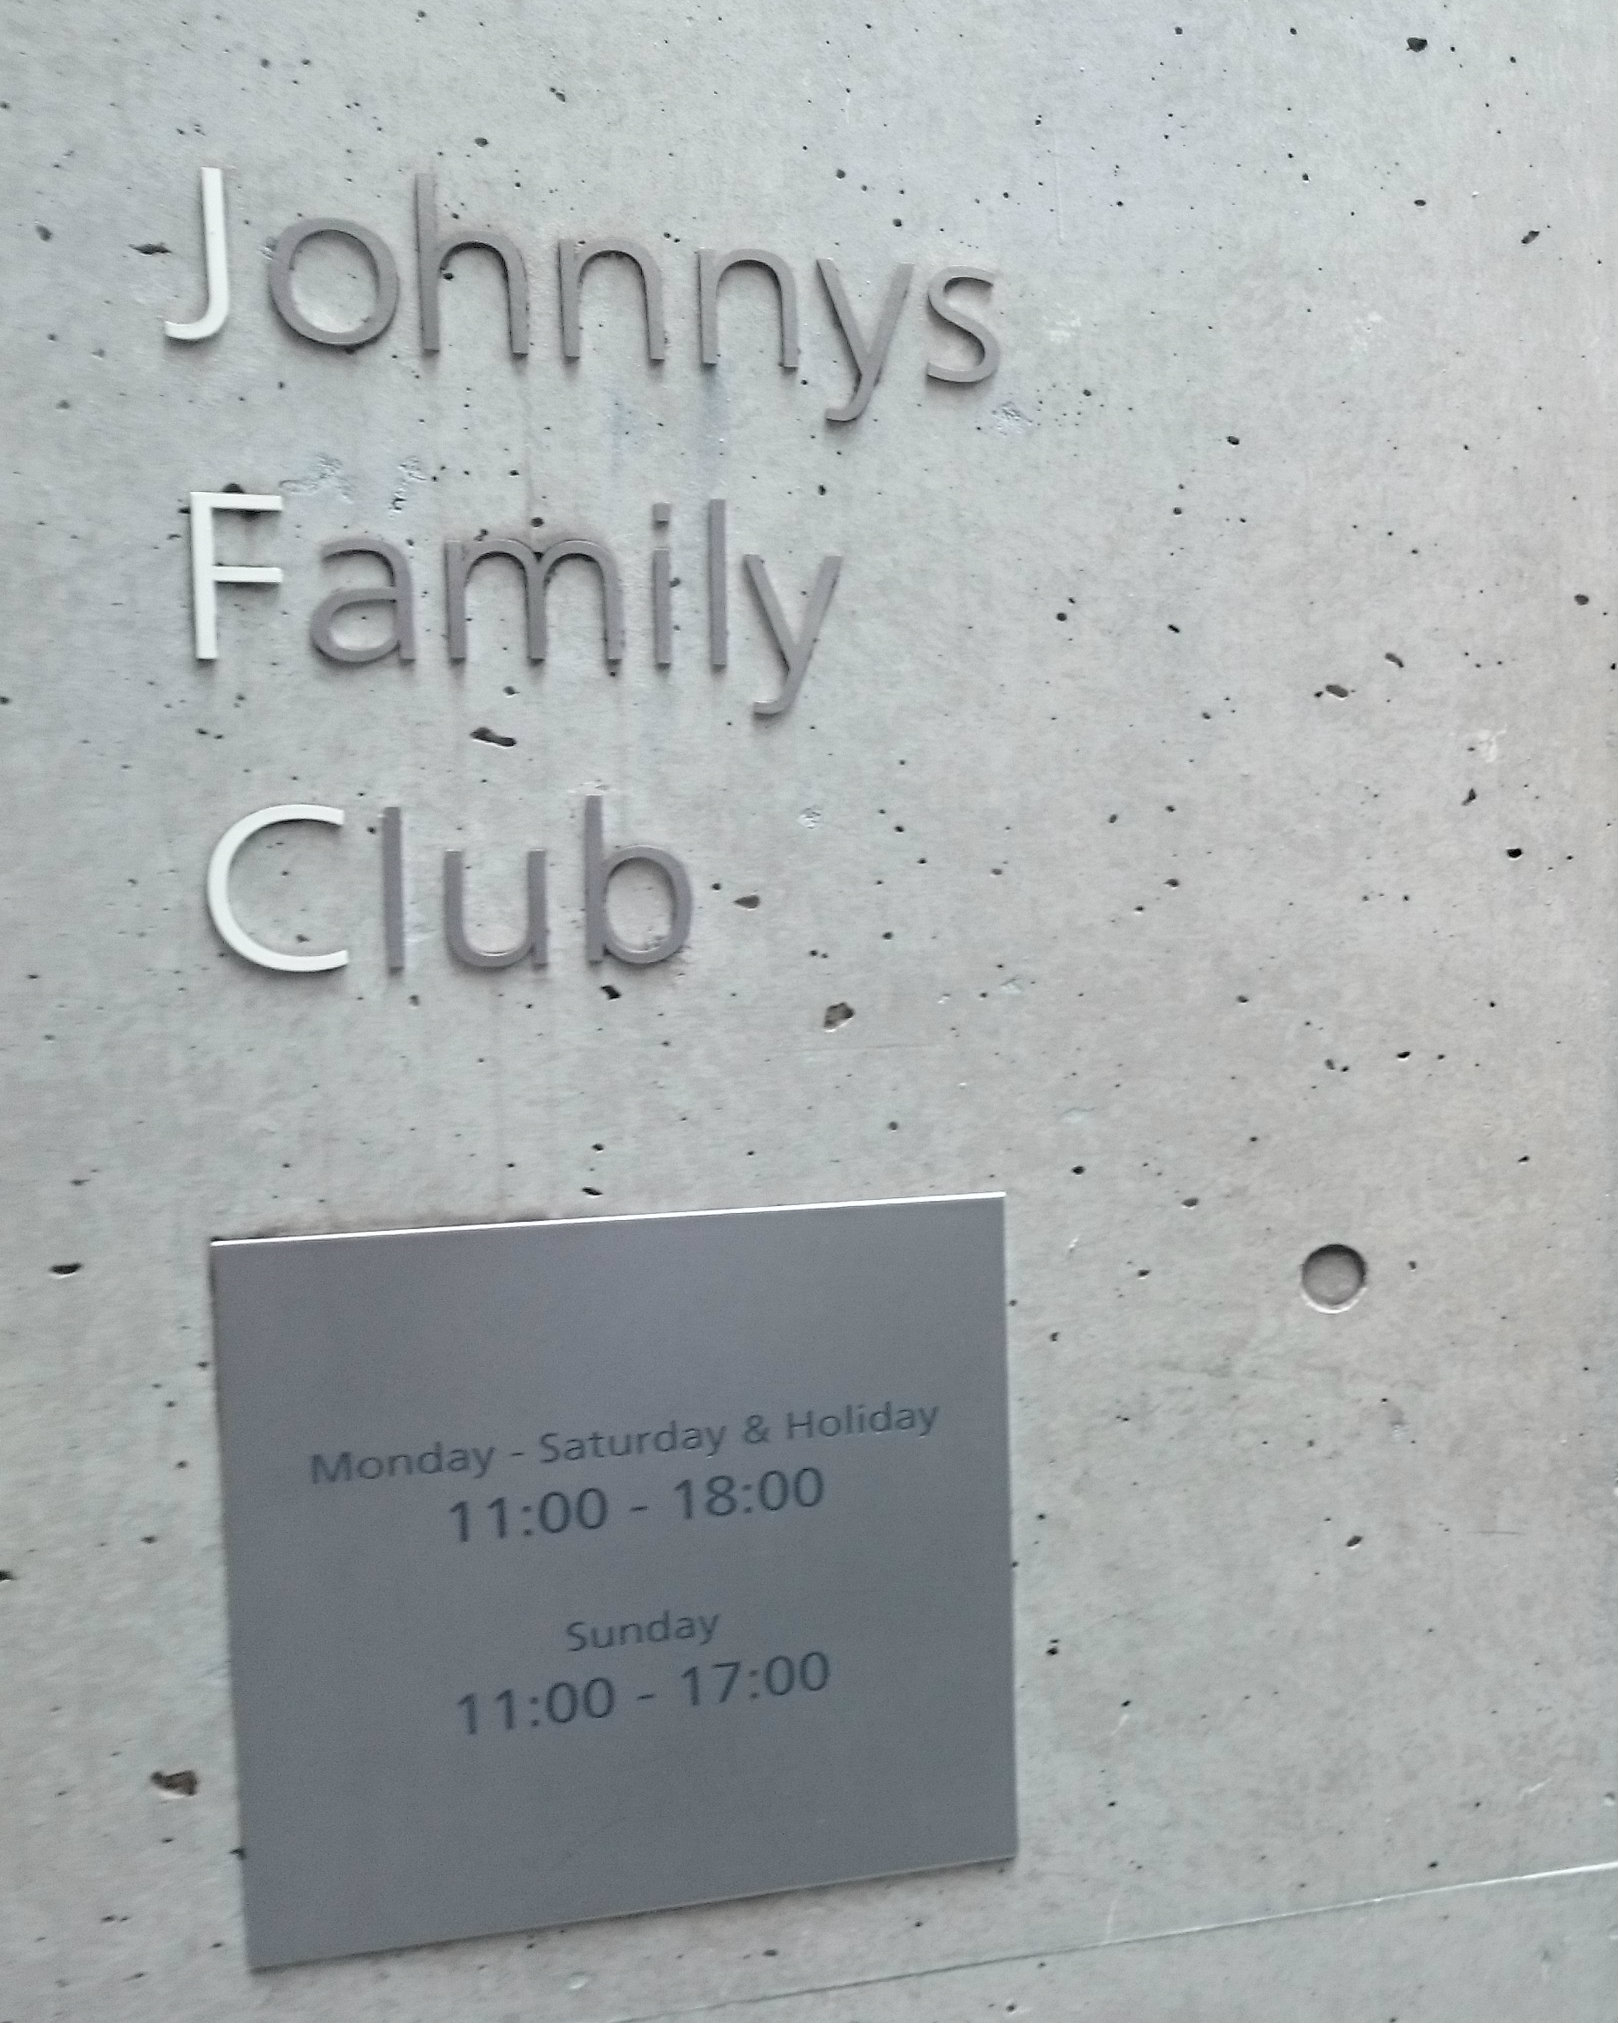 Johnnys
Family
Club
Monday - Saturday & Holiday
11:00 - 18:00
Sunday
11:00 - 17:00